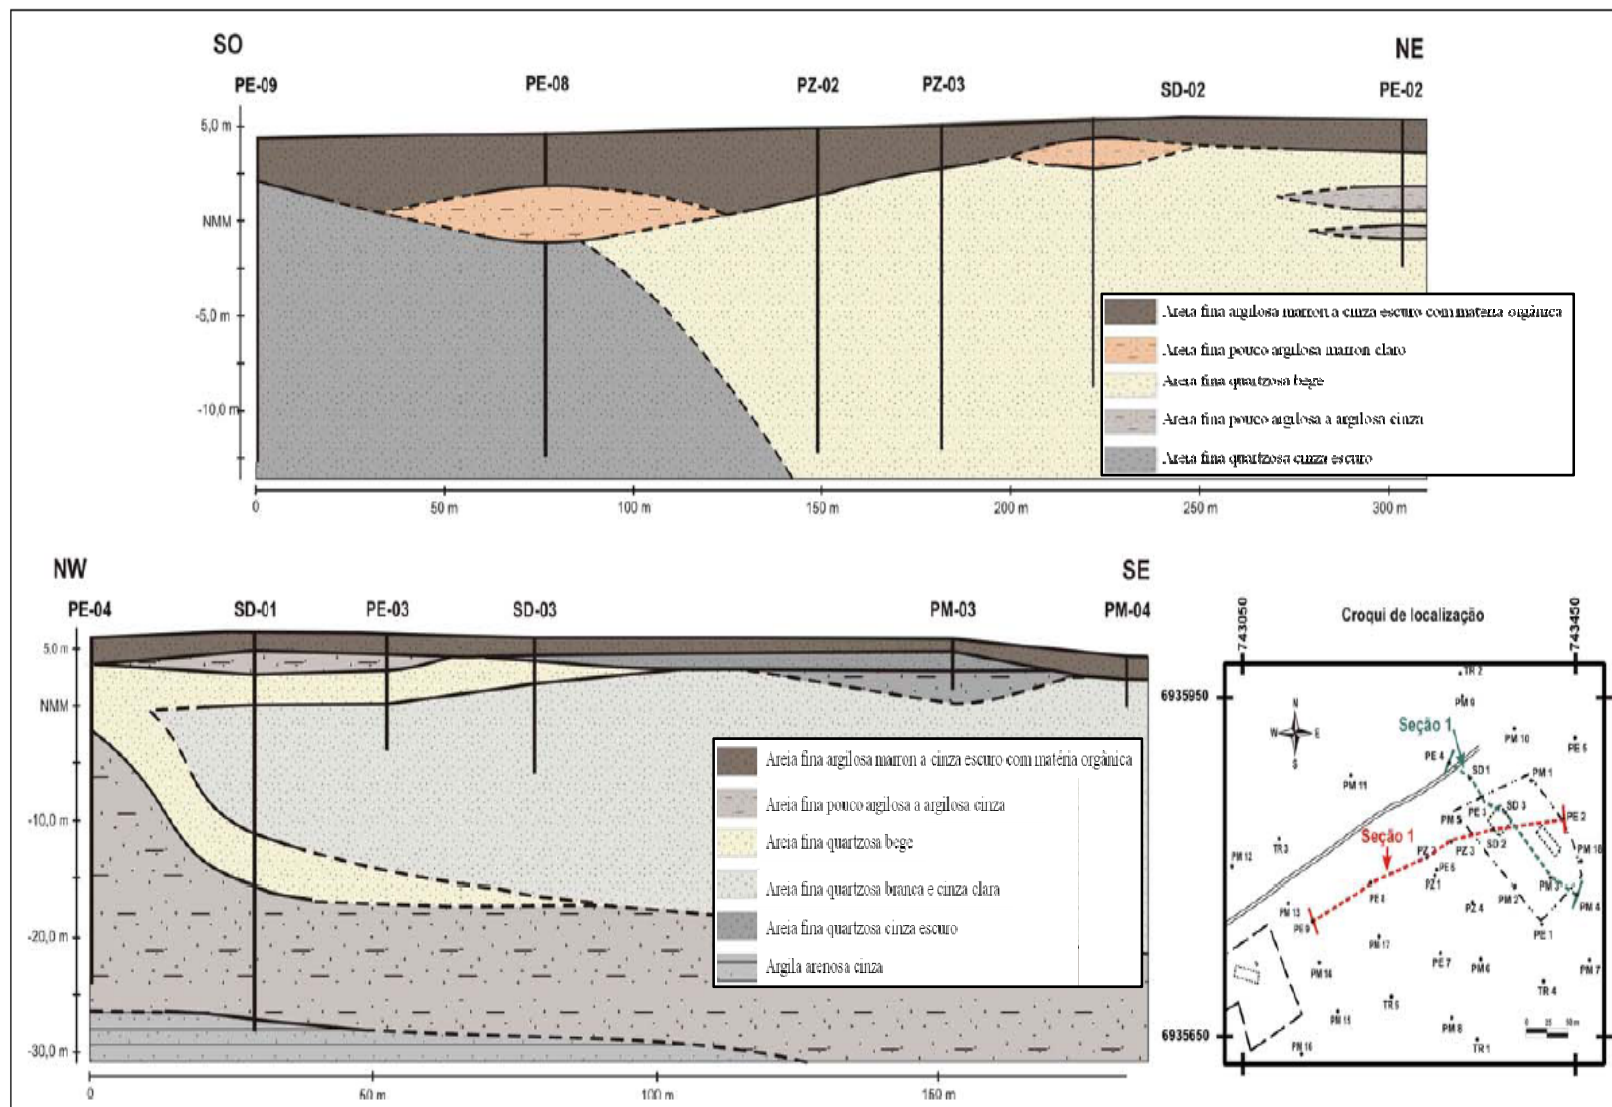 SO
NE
PE-09
PE-08
PZ-02
PZ-03
SD-02
PE-02
5,0 m
NMM
-5,0 m
-10,0 m
Areia fina argilosa marron a cinza escuro com matéria orgânica
Areia fina pouco argilosa marron claro
Areia fina quartzosa bege
Areia fina pouco argilosa a argilosa cinza
Areia fina quartzosa cinza escuro
0
50 m
100 m
150 m
200 m
250 m
300 m
NW
SE
PE-04
SD-01
PE-03
SD-03
PM-03
PM-04
5,0 m
NMM
-10,0 m
-20,0 m
-30,0 m
Areia fina argilosa marron a cinza escuro com matéria orgânica
Areia fina pouco argilosa a argilosa cinza
Areia fina quartzosa bege
Areia fina quartzosa branca e cinza clara
Areia fina quartzosa cinza escuro
Argila arenosa cinza
0
50 m
100 m
150 m
Croqui de localização
743050
743450
6935950
6935650
N
W
E
S
TR 2
PM 9
Seção 1
PM 10
PE 5
PE 4
SD 1
PM 1
PM 11
PE 3
SD 3
PM 5
PE 2
Seção 1
TR 3
PZ 2
PZ 3
SD 2
PM 12
PE 6
PZ 1
PM 18
PM 3
PE 8
PM 2
PM 4
PM 13
PE 9
PZ 4
PE 1
PM 17
PE 7
PM 6
PM 7
PM 14
TR 4
TR 5
PM 15
PM 8
TR 1
PM 16
0
25
50 m